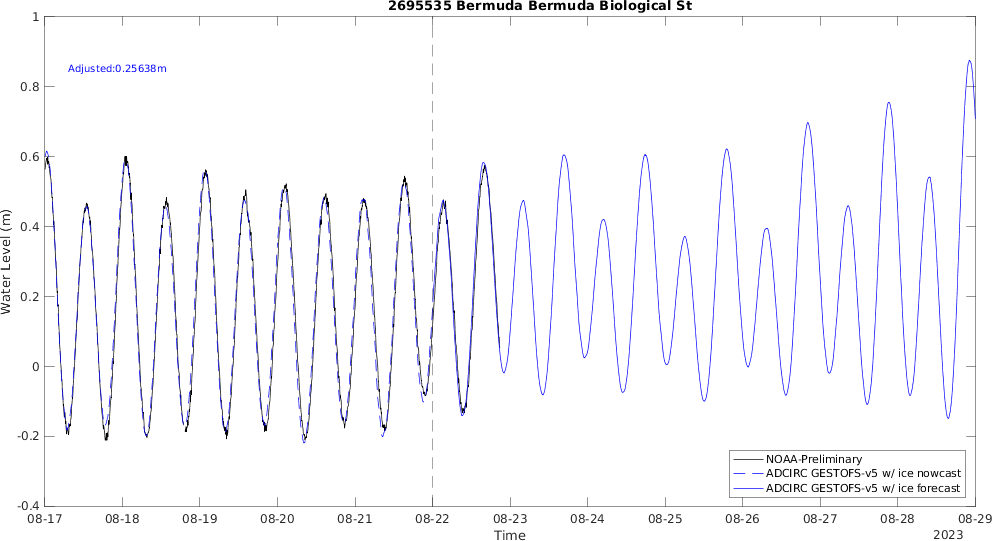 2695535 Bermuda Bermuda Biological St
Adjusted:0.25638m
Water Level (m)
1
0.8
0.6
0.4
0.2
0
-0.2
-0.4
NOAA-Preliminary
ADCIRC GESTOFS-v5 w/ ice nowcast
ADCIRC GESTOFS-v5 w/ ice forecast
08-17 08-18 08-19 08-20 08-21 08-22 08-23 08-24 08-25 08-26 08-27 08-28 08-29
Time
2023